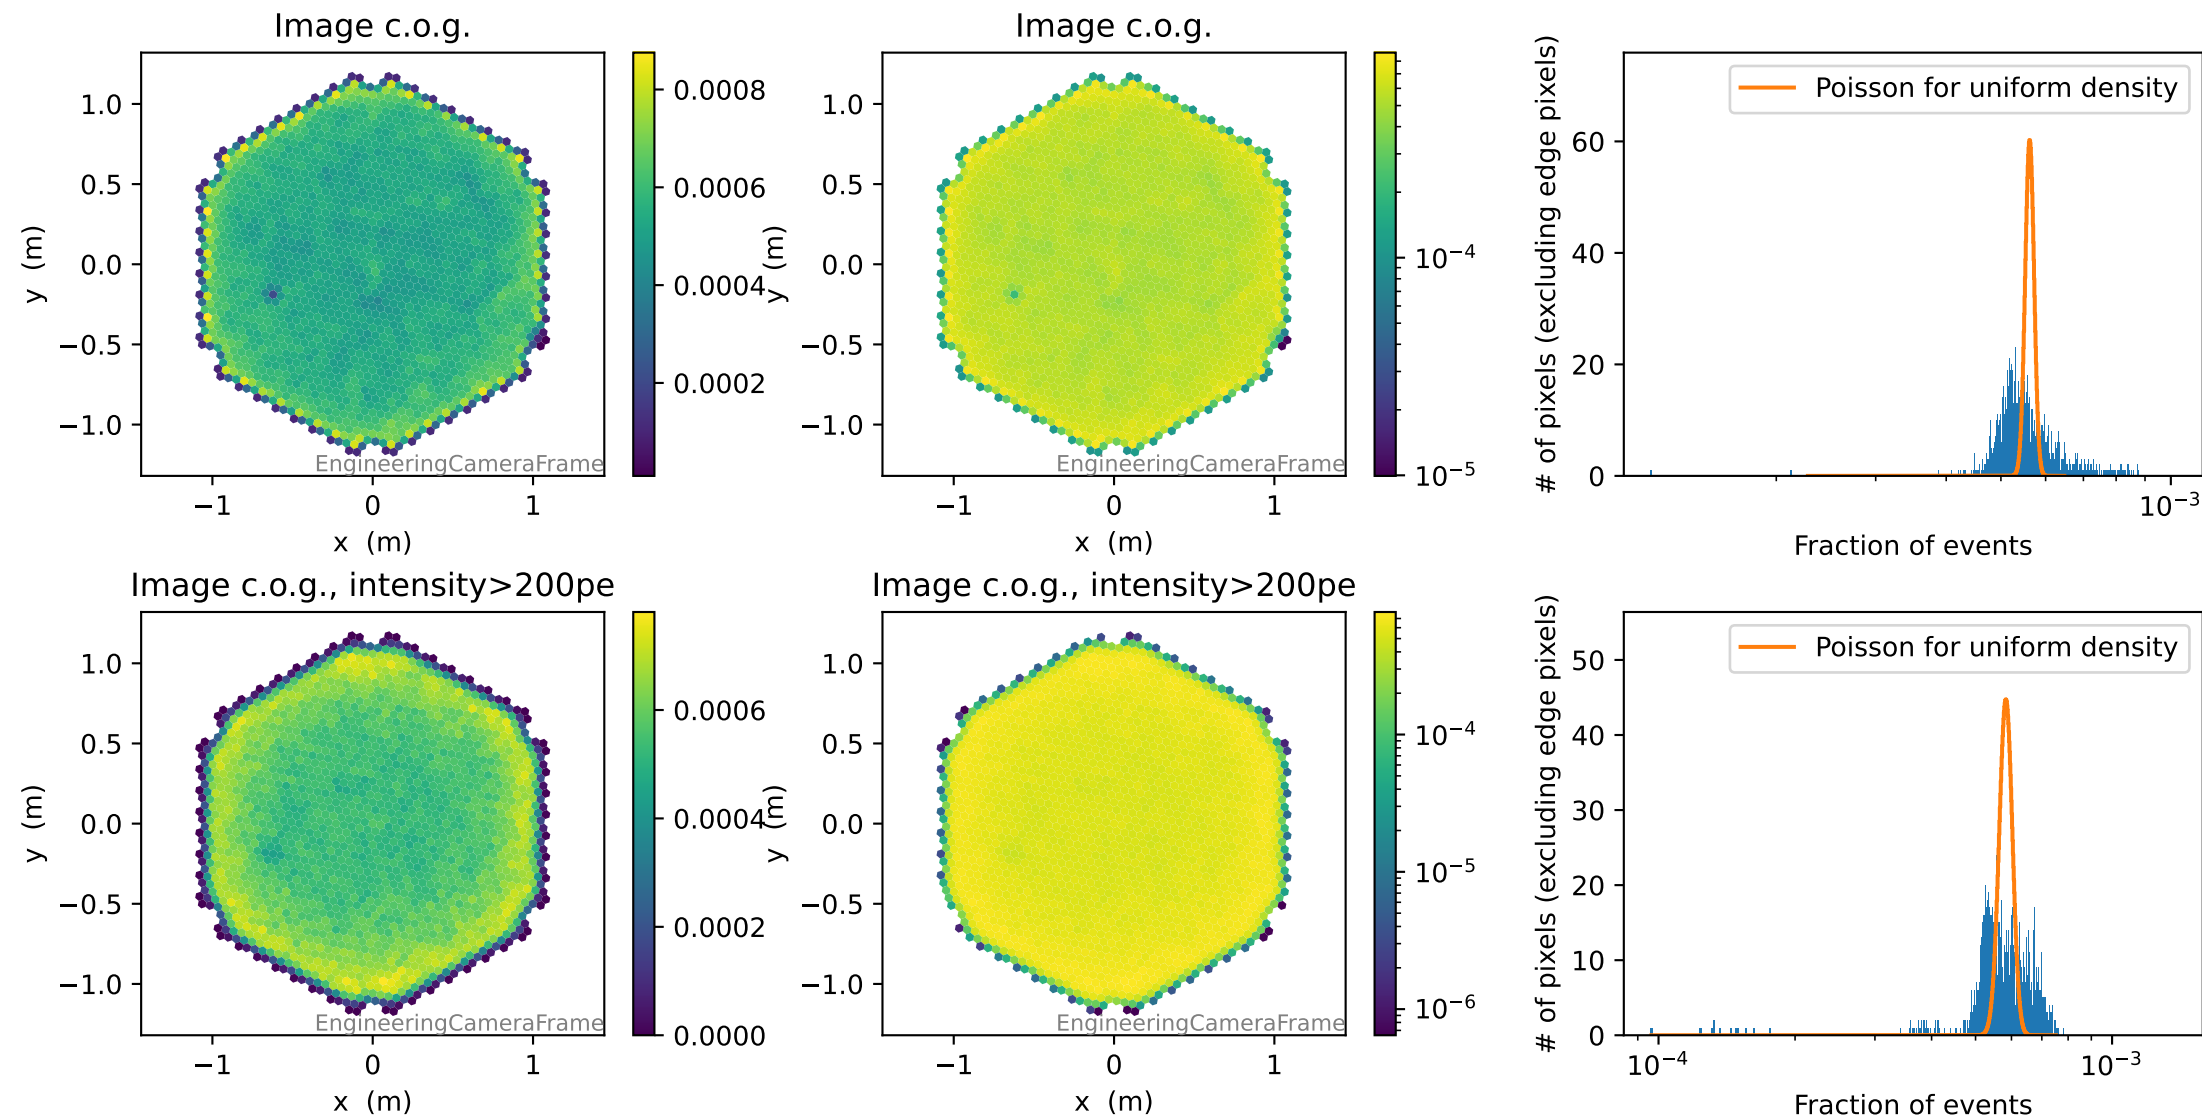 Image c.o.g.
1.0
0.5
0.0
−0.5
−1.0
y (m)
−1
0
1
x (m)
EngineeringCameraFrame
0.0008
0.0006
0.0004
0.0002
Image c.o.g.
1.0
0.5
0.0
−0.5
−1.0
y (m)
−1
0
1
x (m)
EngineeringCameraFrame
10−4
10−5
# of pixels (excluding edge pixels)
60
40
20
0
Poisson for uniform density
10−3
Fraction of events
Image c.o.g., intensity>200pe
1.0
0.5
0.0
−0.5
−1.0
y (m)
−1
0
1
x (m)
EngineeringCameraFrame
0.0006
0.0004
0.0002
0.0000
Image c.o.g., intensity>200pe
1.0
0.5
0.0
−0.5
−1.0
y (m)
−1
0
1
x (m)
EngineeringCameraFrame
10−4
10−5
10−6
# of pixels (excluding edge pixels)
50
40
30
20
10
0
Poisson for uniform density
10−4
10−3
Fraction of events